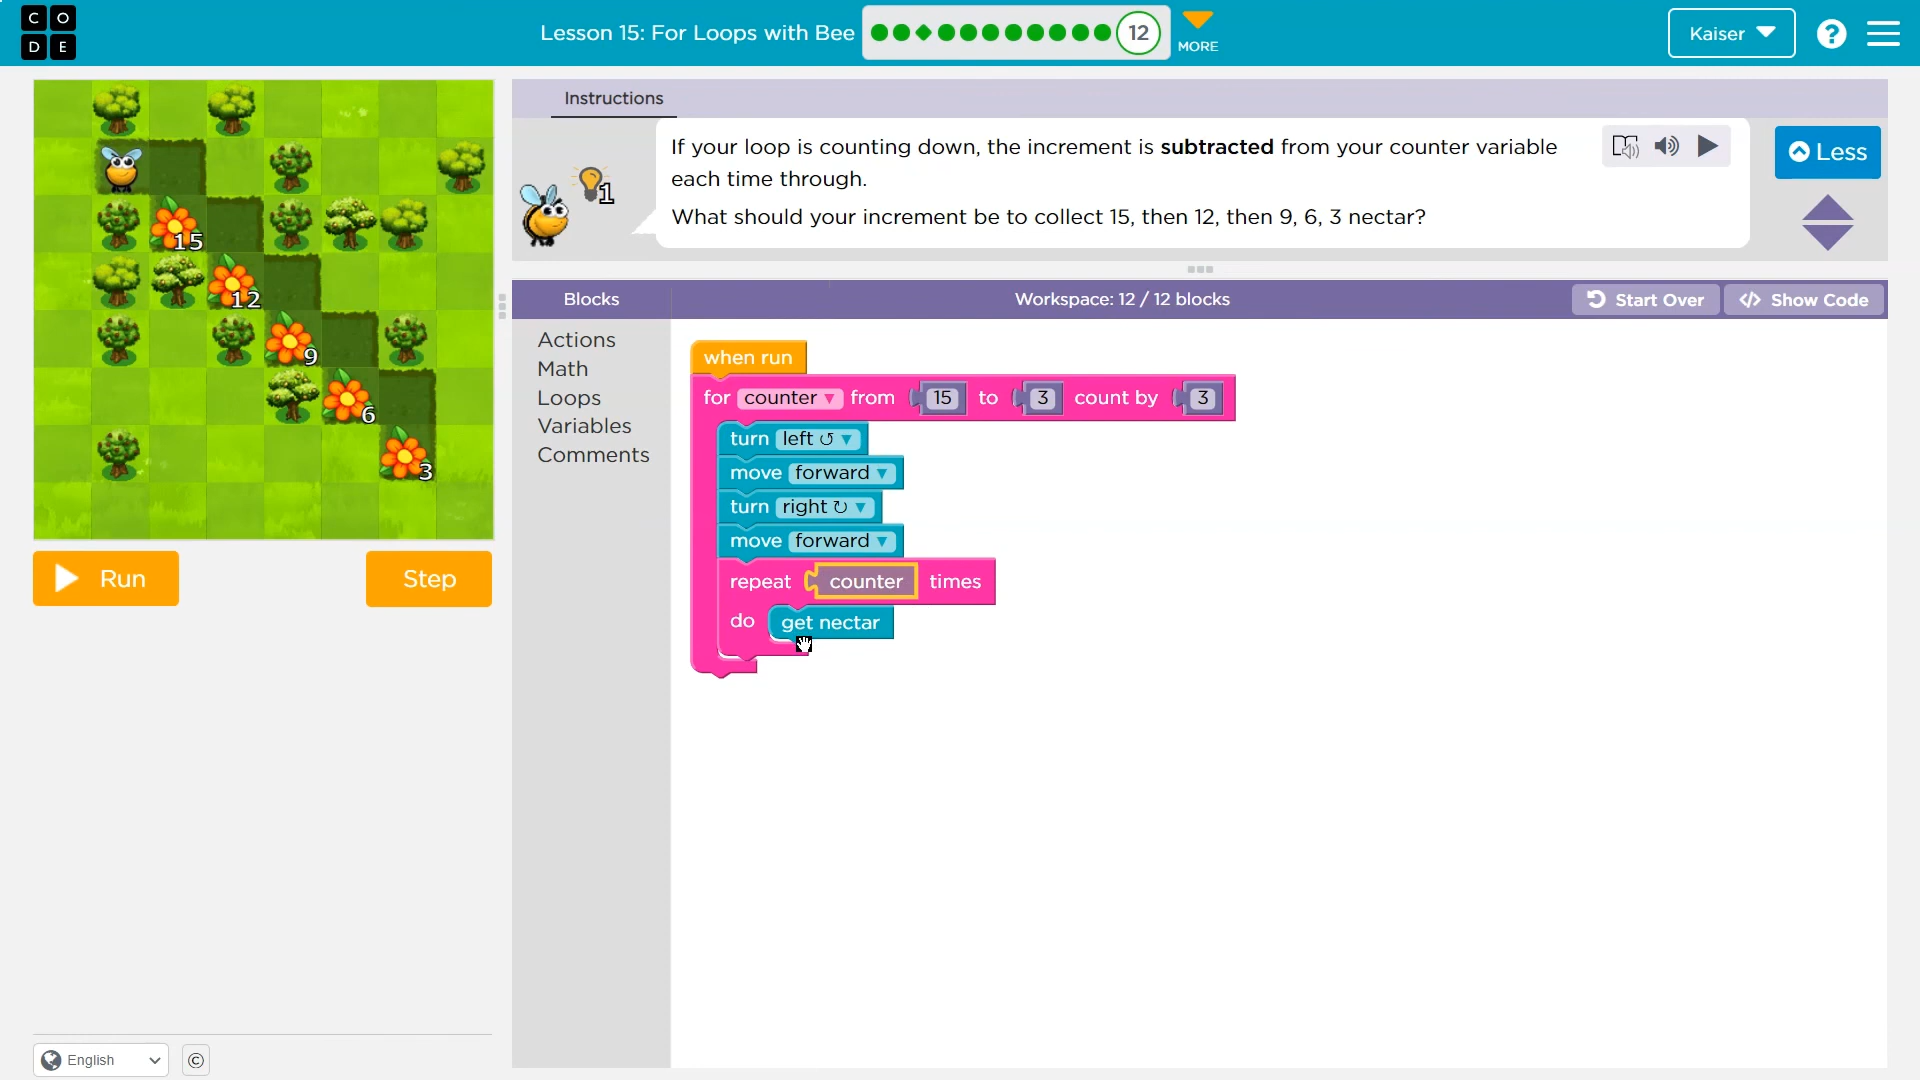 C O
D E
Lesson 15: For Loops with Bee
12
MORE
Kaiser
?
Instructions
1
If your loop is counting down, the increment is subtracted from your counter variable
each time through.
What should your increment be to collect 15, then 12, then 9, 6, 3 nectar?
Less
15
12
9
6
3
Run
Step
Blocks
Workspace: 12 / 12 blocks
Start Over
</> Show Code
Actions
Math
Loops
Variables
Comments
when run
for counter ▼ from 15 to 3 count by 3
turn left ↺ ▼
move forward ▼
turn right ↻ ▼
move forward ▼
repeat counter times
do get nectar
English
©